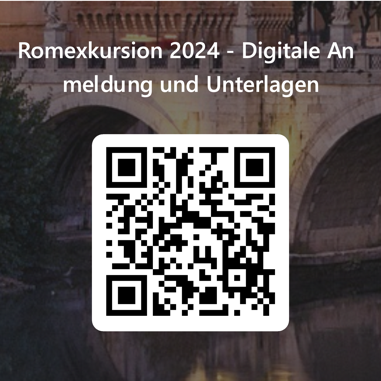 Romexkursion 2024 - Digitale An
meldung und Unterlagen